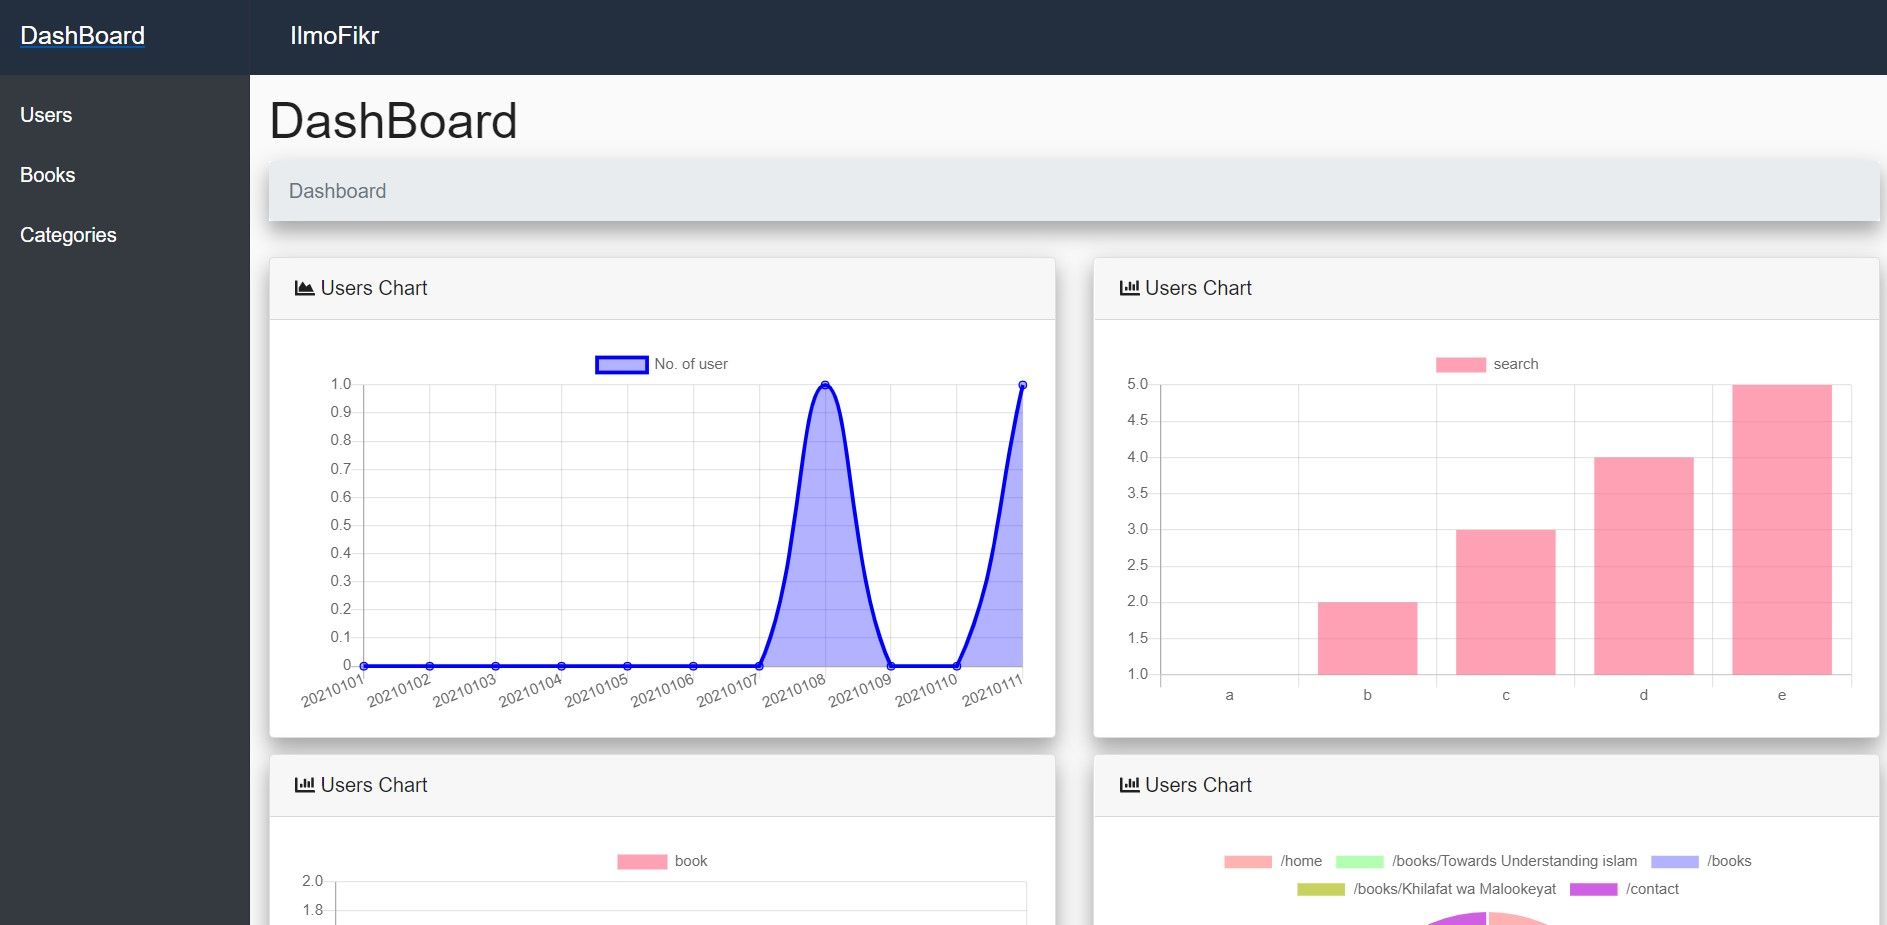 DashBoard
IlmoFikr
Users
Books
Categories
DashBoard
Dashboard
Users Chart
No. of user
1.0
0.9
0.8
0.7
0.6
0.5
0.4
0.3
0.2
0.1
0
20210101 20210102 20210103 20210104 20210105 20210106 20210107 20210108 20210109 20210110 20210111
Users Chart
search
5.0
4.5
4.0
3.5
3.0
2.5
2.0
1.5
1.0
a b c d e
Users Chart
book
2.0
1.8
Users Chart
/home /books/Towards Understanding islam /books
/books/Khilafat wa Malookeyat /contact